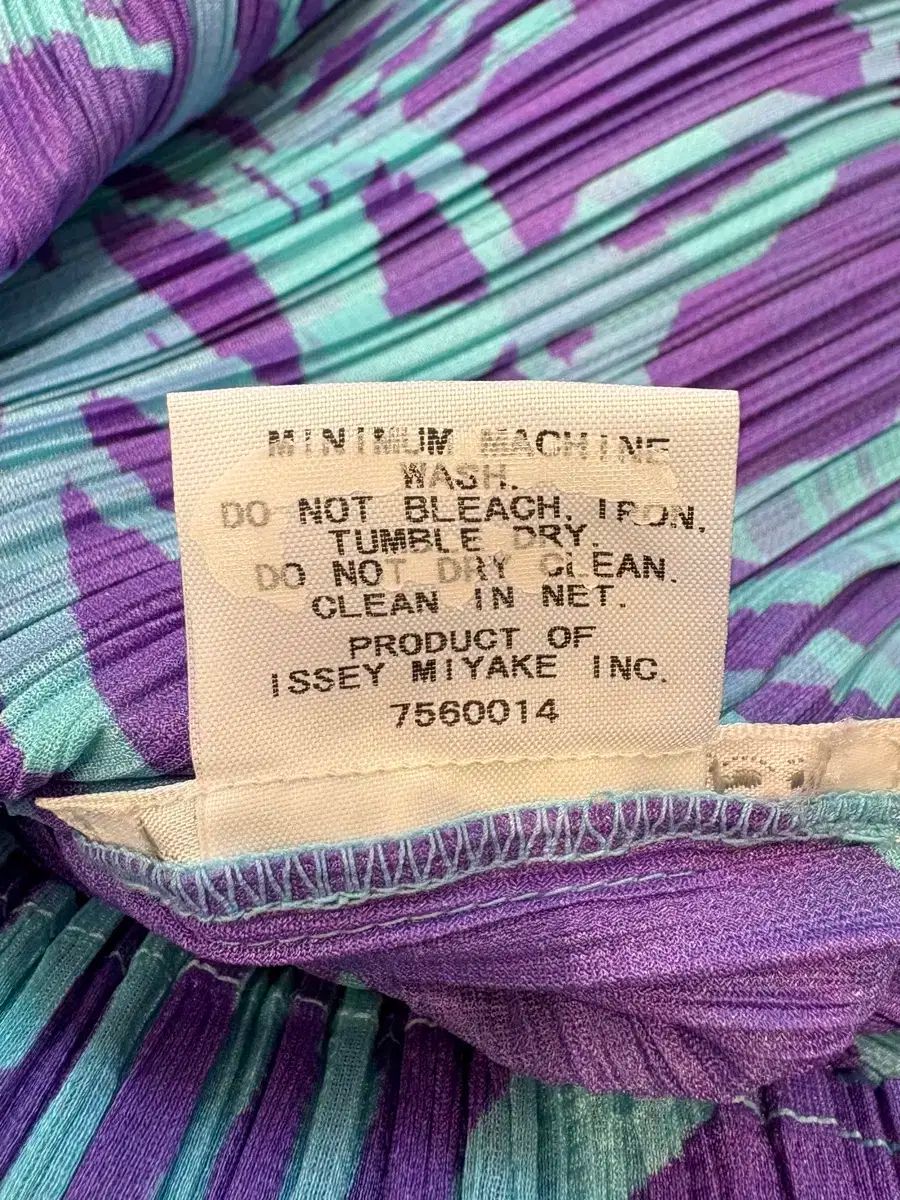 MINIMUM MACHINE
WASH.
DO NOT BLEACH, IRON,
TUMBLE DRY.
DO NOT DRY CLEAN.
CLEAN IN NET.
PRODUCT OF
ISSEY MIYAKE INC.
7560014